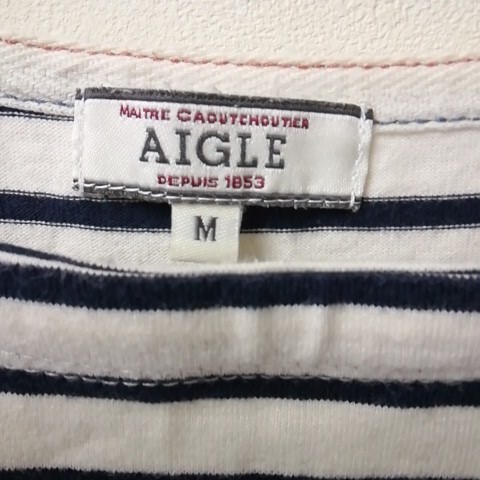 MAITRE CAOUTCHOUTIER
AIGLE
DEPUIS 1853
M